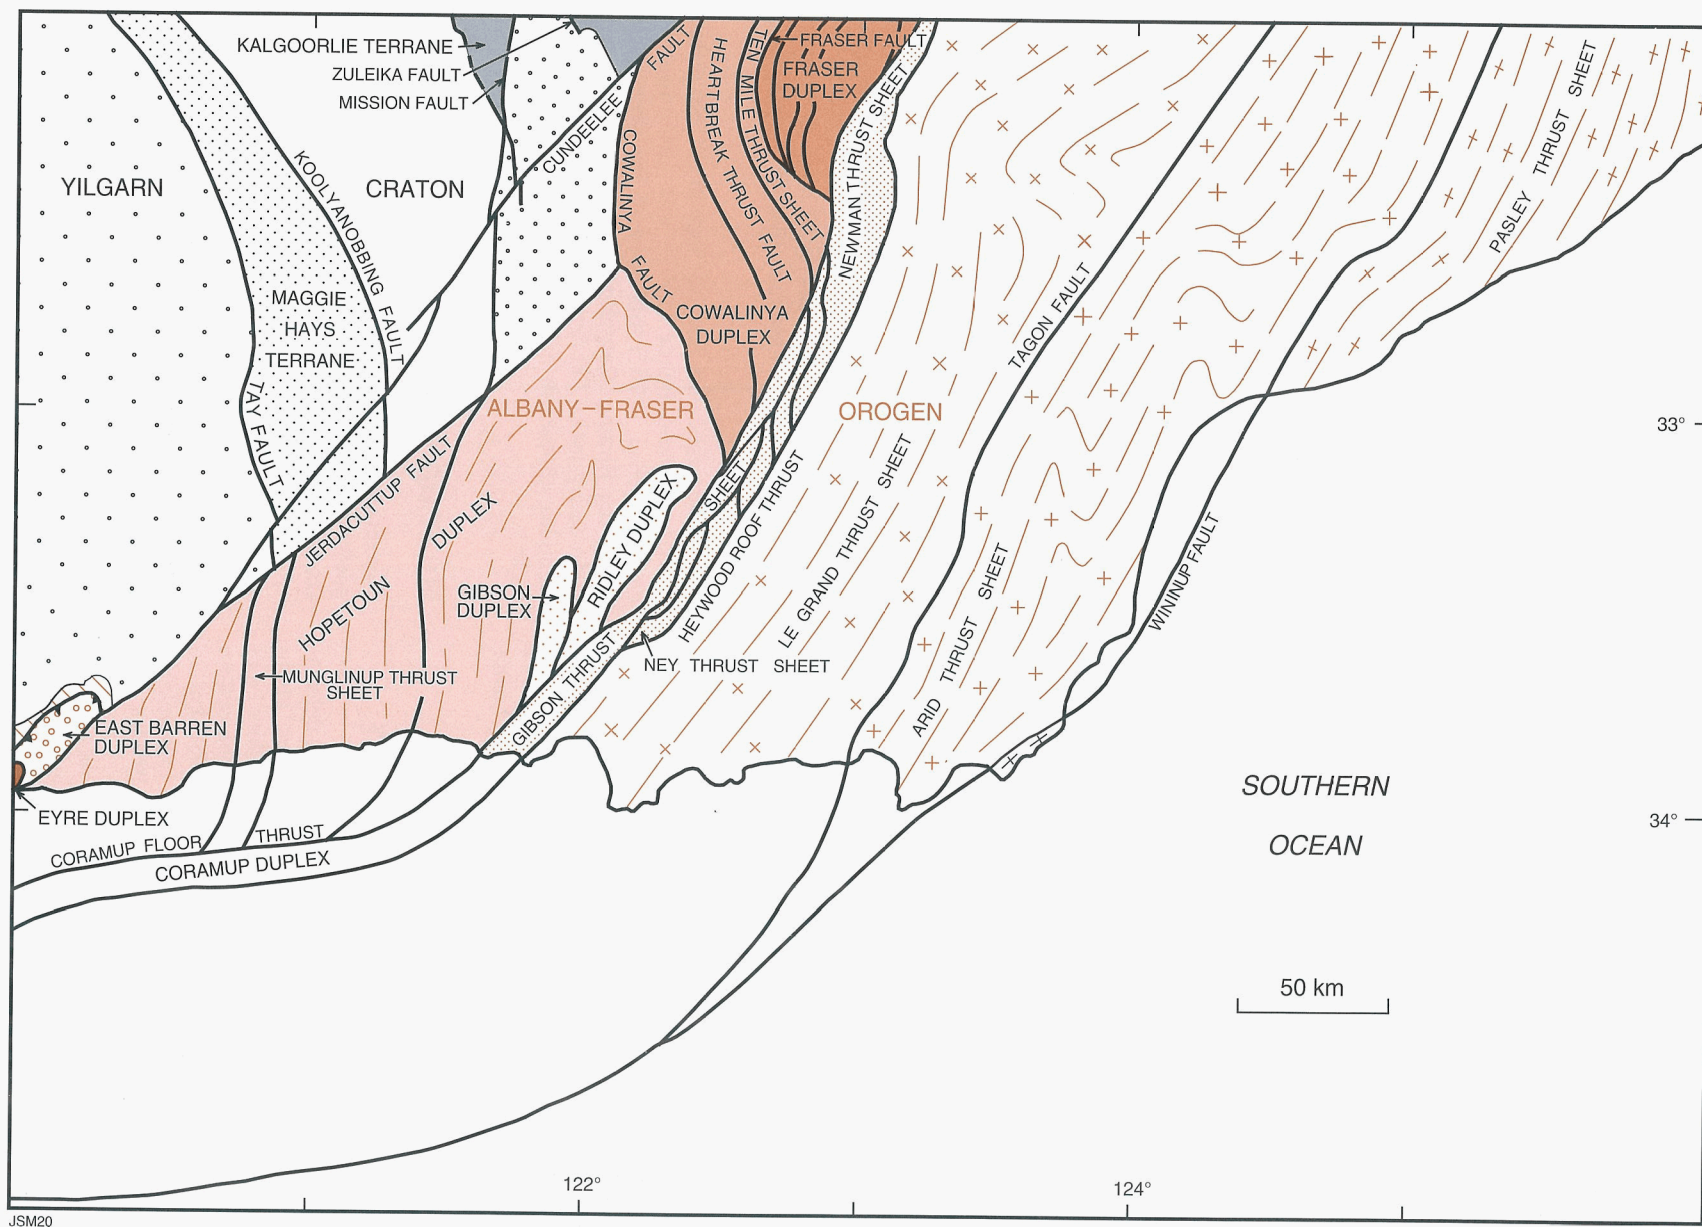 KALGOORLIE TERRANE
ZULEIKA FAULT
MISSION FAULT
YILGARN
CRATON
KOOLYANOBBING FAULT
MAGGIE
HAYS
TERRANE
TAY FAULT
CUNDEELEE
FAULT
COWALINYA
FAULT
HEARTBREAK THRUST FAULT
TEN MILE THRUST SHEET
FRASER FAULT
FRASER
DUPLEX
NEWMAN THRUST SHEET
COWALINYA
DUPLEX
ALBANY–FRASER
OROGEN
TAGON FAULT
PASLEY THRUST SHEET
33°
JERDACUTTUP FAULT
HOPETOUN
DUPLEX
GIBSON
DUPLEX
RIDLEY DUPLEX
SHEET
GIBSON THRUST
HEYWOOD ROOF THRUST
NEY THRUST SHEET
LE GRAND THRUST SHEET
ARID THRUST SHEET
WININUP FAULT
MUNGLINUP THRUST
SHEET
EAST BARREN
DUPLEX
EYRE DUPLEX
CORAMUP FLOOR THRUST
CORAMUP DUPLEX
SOUTHERN
OCEAN
34°
50 km
122°
124°
JSM20